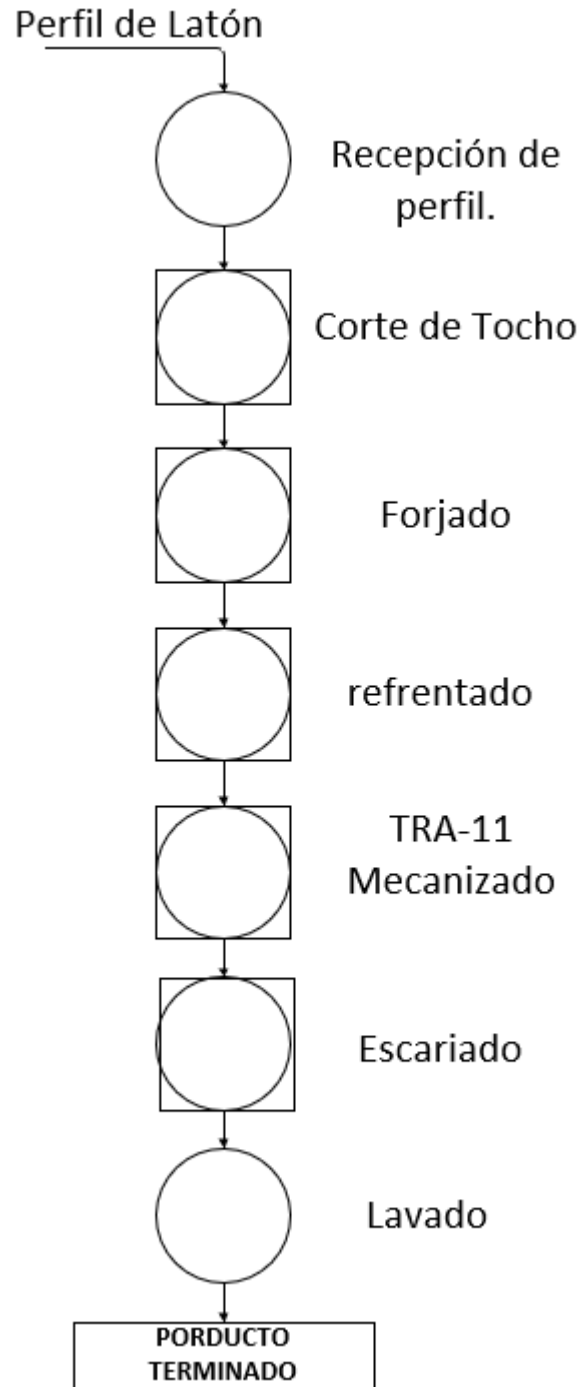 Perfil de Latón
Recepción de
perfil.
Corte de Tocho
Forjado
refrentado
TRA-11
Mecanizado
Escariado
Lavado
PORDUCTO
TERMINADO